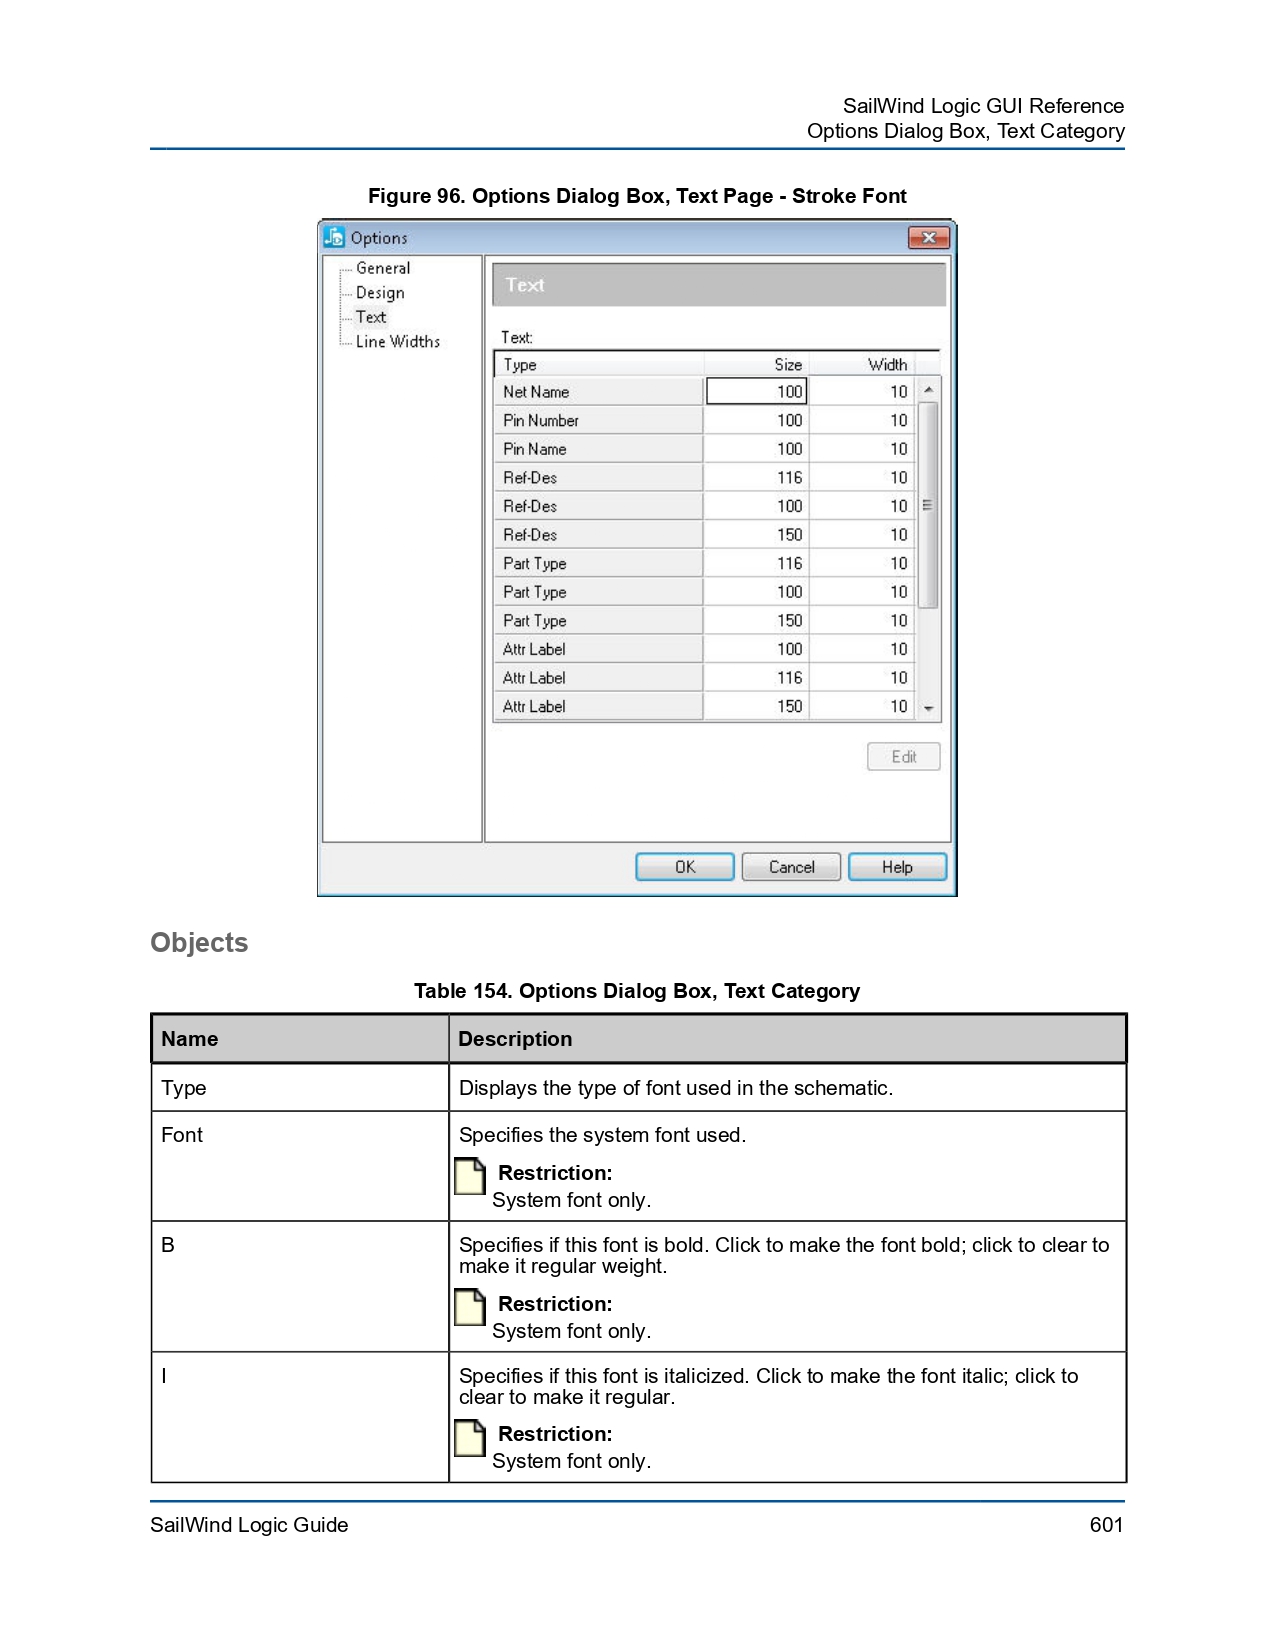 SailWind Logic GUI Reference
Options Dialog Box, Text Category
Figure 96. Options Dialog Box, Text Page - Stroke Font
Options
General
Design
Text
Line Widths
Text
Text:
Type Size Width
Net Name 100 10
Pin Number 100 10
Pin Name 100 10
Ref-Des 116 10
Ref-Des 100 10
Ref-Des 150 10
Part Type 116 10
Part Type 100 10
Part Type 150 10
Attr Label 100 10
Attr Label 116 10
Attr Label 150 10
Edit
OK Cancel Help
Objects
Table 154. Options Dialog Box, Text Category
Name Description
Type Displays the type of font used in the schematic.
Font Specifies the system font used.
Restriction:
System font only.
B Specifies if this font is bold. Click to make the font bold; click to clear to
make it regular weight.
Restriction:
System font only.
I Specifies if this font is italicized. Click to make the font italic; click to
clear to make it regular.
Restriction:
System font only.
SailWind Logic Guide 601